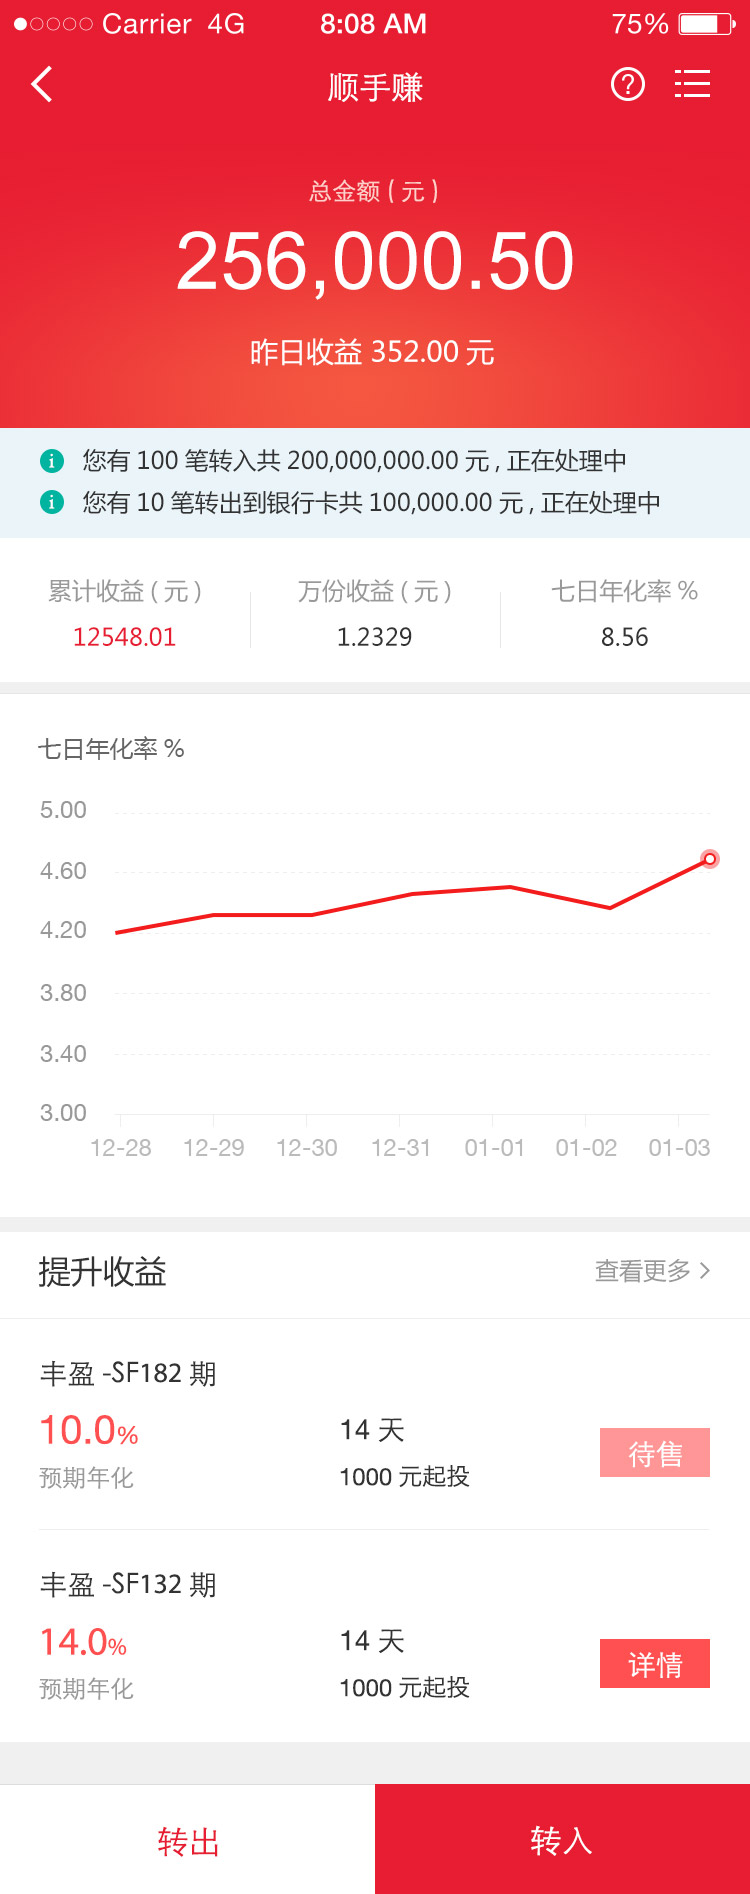 Carrier 4G 8:08 AM 75%
顺手赚
总金额 ( 元 )
256,000.50
昨日收益 352.00 元
您有 100 笔转入共 200,000,000.00 元 , 正在处理中
您有 10 笔转出到银行卡共 100,000.00 元 , 正在处理中
累计收益 ( 元 ) 万份收益 ( 元 ) 七日年化率 %
12548.01 1.2329 8.56
七日年化率 %
5.00
4.60
4.20
3.80
3.40
3.00
12-28 12-29 12-30 12-31 01-01 01-02 01-03
提升收益 查看更多
丰盈 -SF182 期
10.0% 14 天
待售
预期年化 1000 元起投
丰盈 -SF132 期
14.0% 14 天
详情
预期年化 1000 元起投
转出 转入